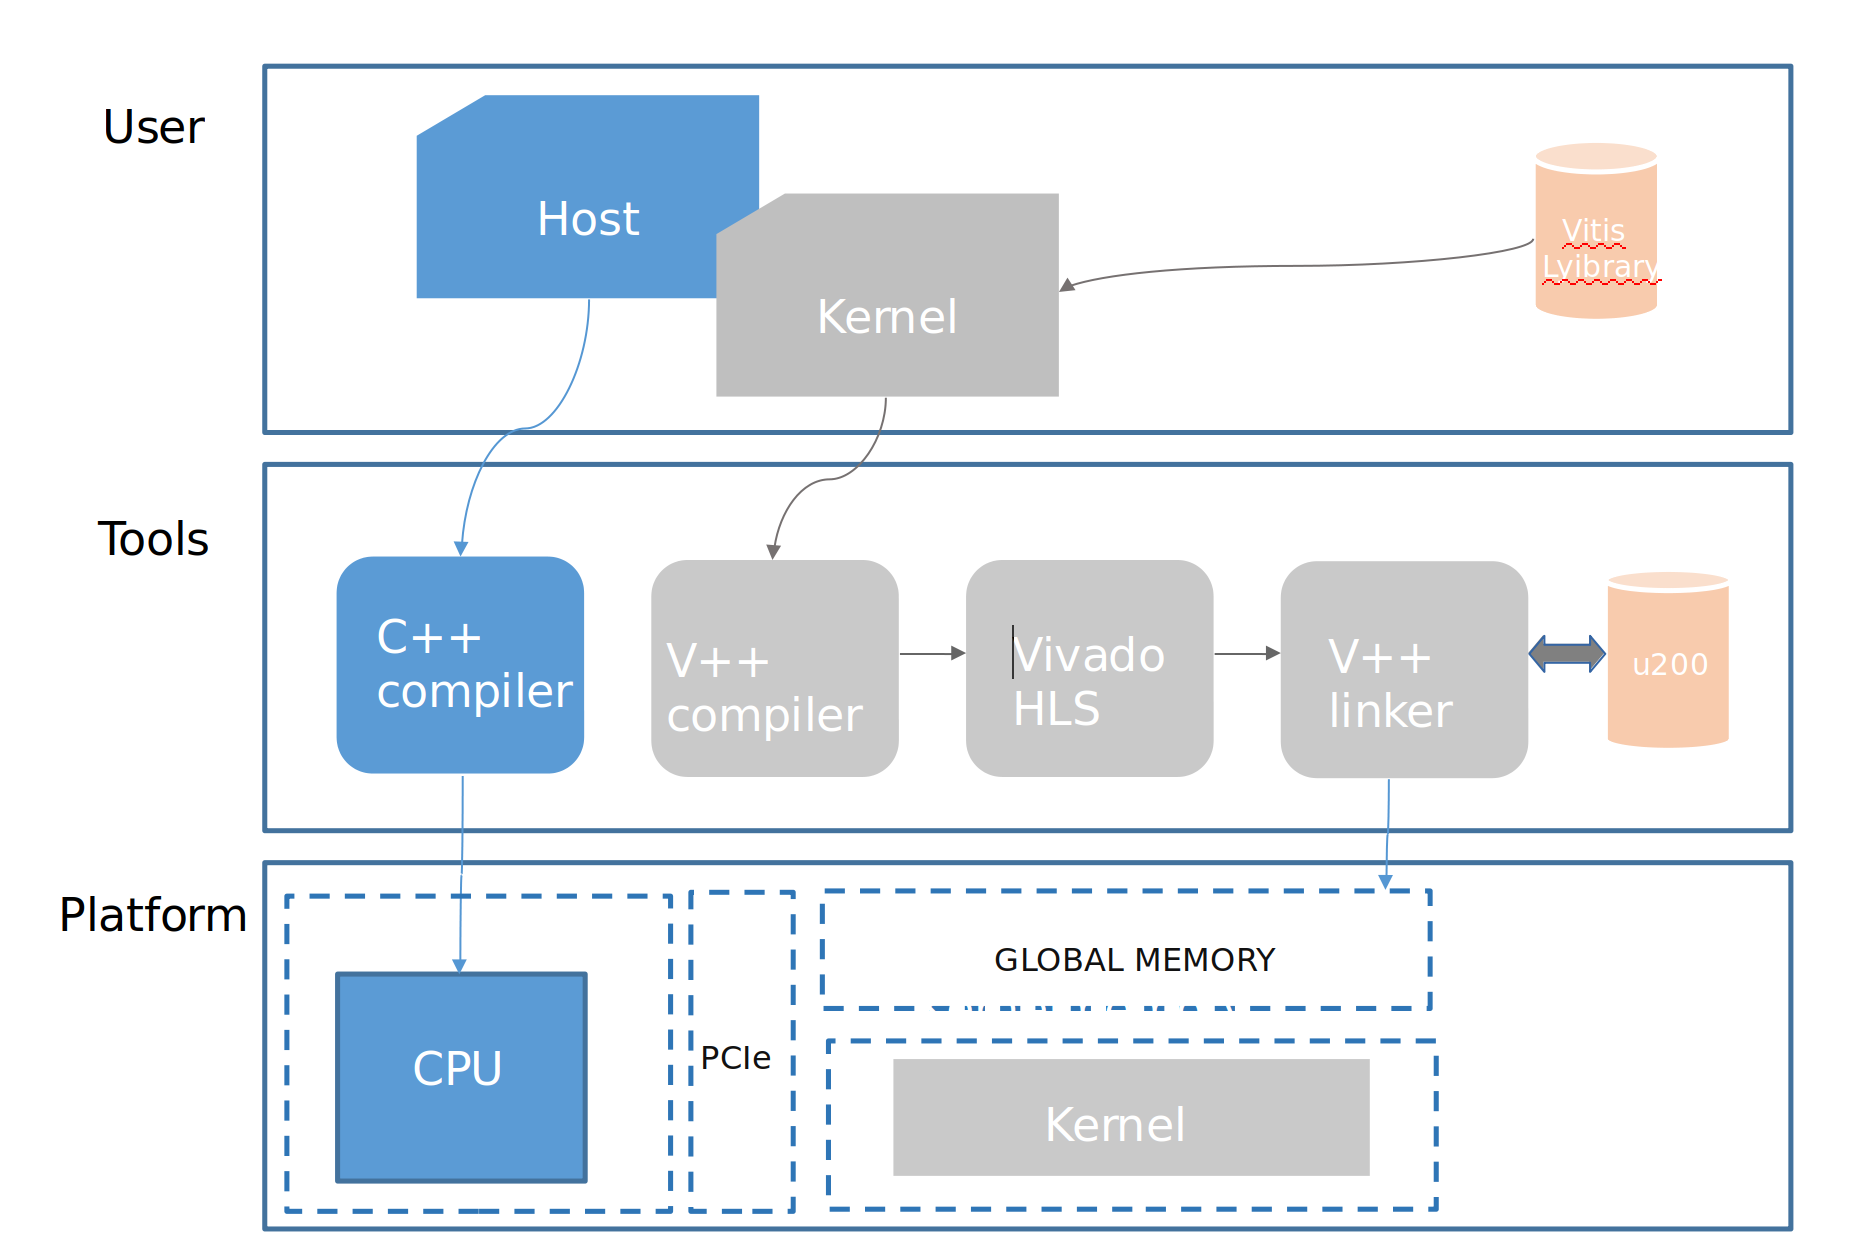 User
Host
Kernel
Vitis
Lvibrary
Tools
C++
compiler
V++
compiler
Vivado
HLS
V++
linker
u200
Platform
CPU
PCIe
GLOBAL MEMORY
Kernel